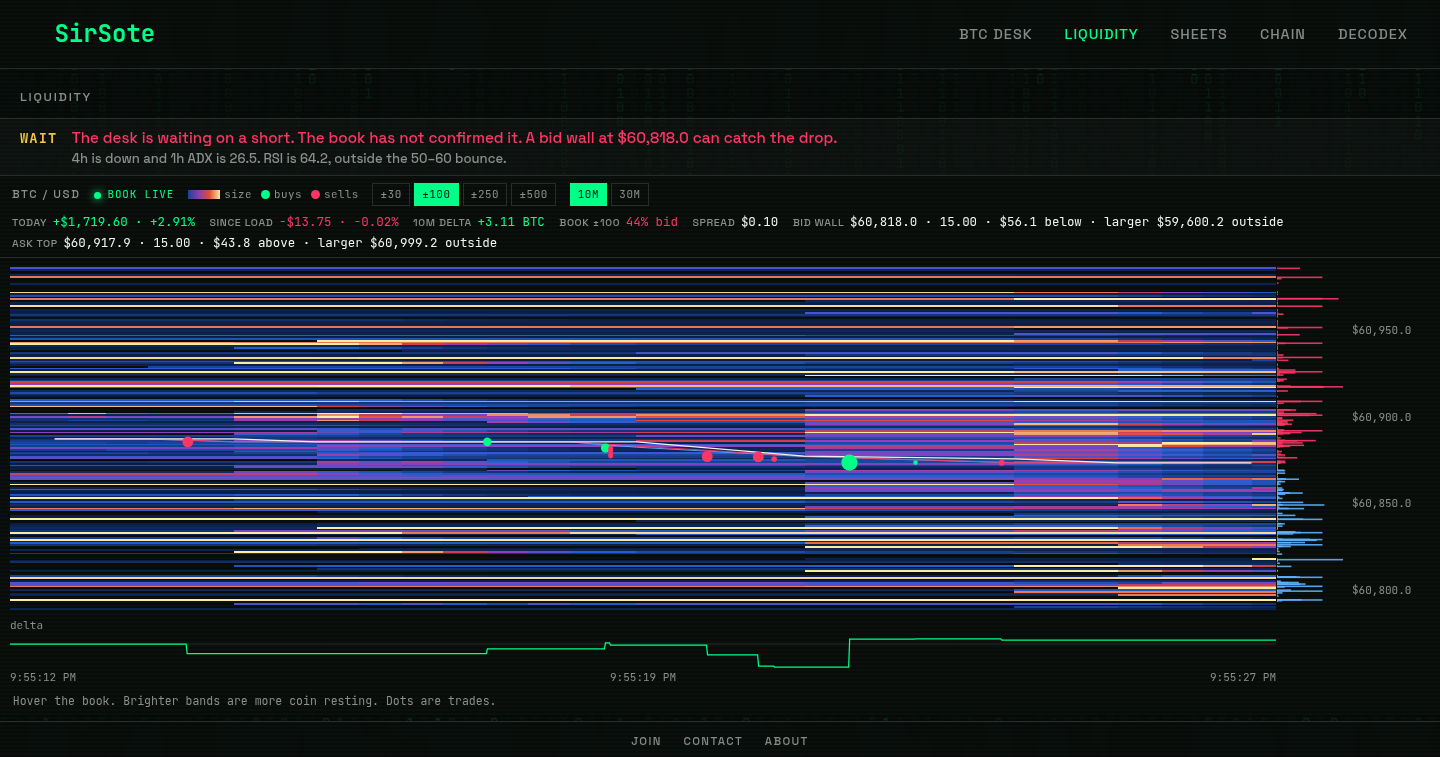 SirSote
BTC DESK LIQUIDITY SHEETS CHAIN DECODEX
LIQUIDITY
WAIT The desk is waiting on a short. The book has not confirmed it. A bid wall at $60,818.0 can catch the drop.
4h is down and 1h ADX is 26.5. RSI is 64.2, outside the 50–60 bounce.
BTC / USD BOOK LIVE size buys sells ±30 ±100 ±250 ±500 10M 30M
TODAY +$1,719.60 · +2.91% SINCE LOAD -$13.75 · -0.02% 10M DELTA +3.11 BTC BOOK ±100 44% bid SPREAD $0.10 BID WALL $60,818.0 · 15.00 · $56.1 below · larger $59,600.2 outside
ASK TOP $60,917.9 · 15.00 · $43.8 above · larger $60,999.2 outside
$60,950.0
$60,900.0
$60,850.0
$60,800.0
delta
9:55:12 PM 9:55:19 PM 9:55:27 PM
Hover the book. Brighter bands are more coin resting. Dots are trades.
JOIN CONTACT ABOUT